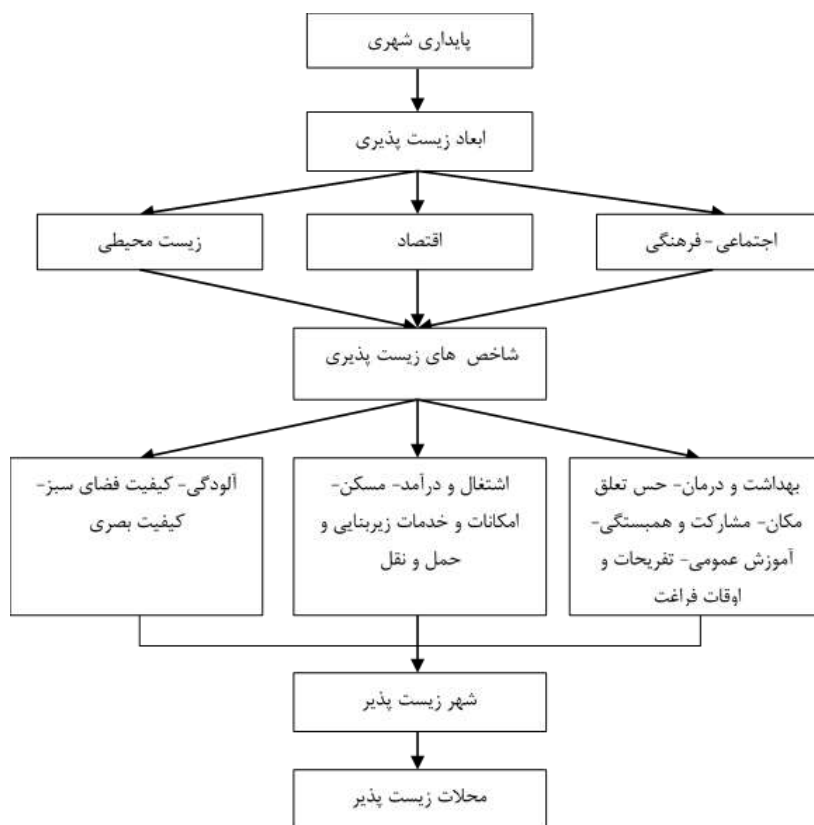 پایداری شهری
ابعاد زیست پذیری
اجتماعی-فرهنگی
اقتصاد
زیست محیطی
شاخص های زیست پذیری
بهداشت و درمان- حس تعلق
مکان- مشارکت و همبستگی-
آموزش عمومی- تفریحات و
اوقات فراغت
اشتغال و درآمد- مسکن-
امکانات و خدمات زیربنایی و
حمل و نقل
آلودگی- کیفیت فضای سبز-
کیفیت بصری
شهر زیست پذیر
محلات زیست پذیر